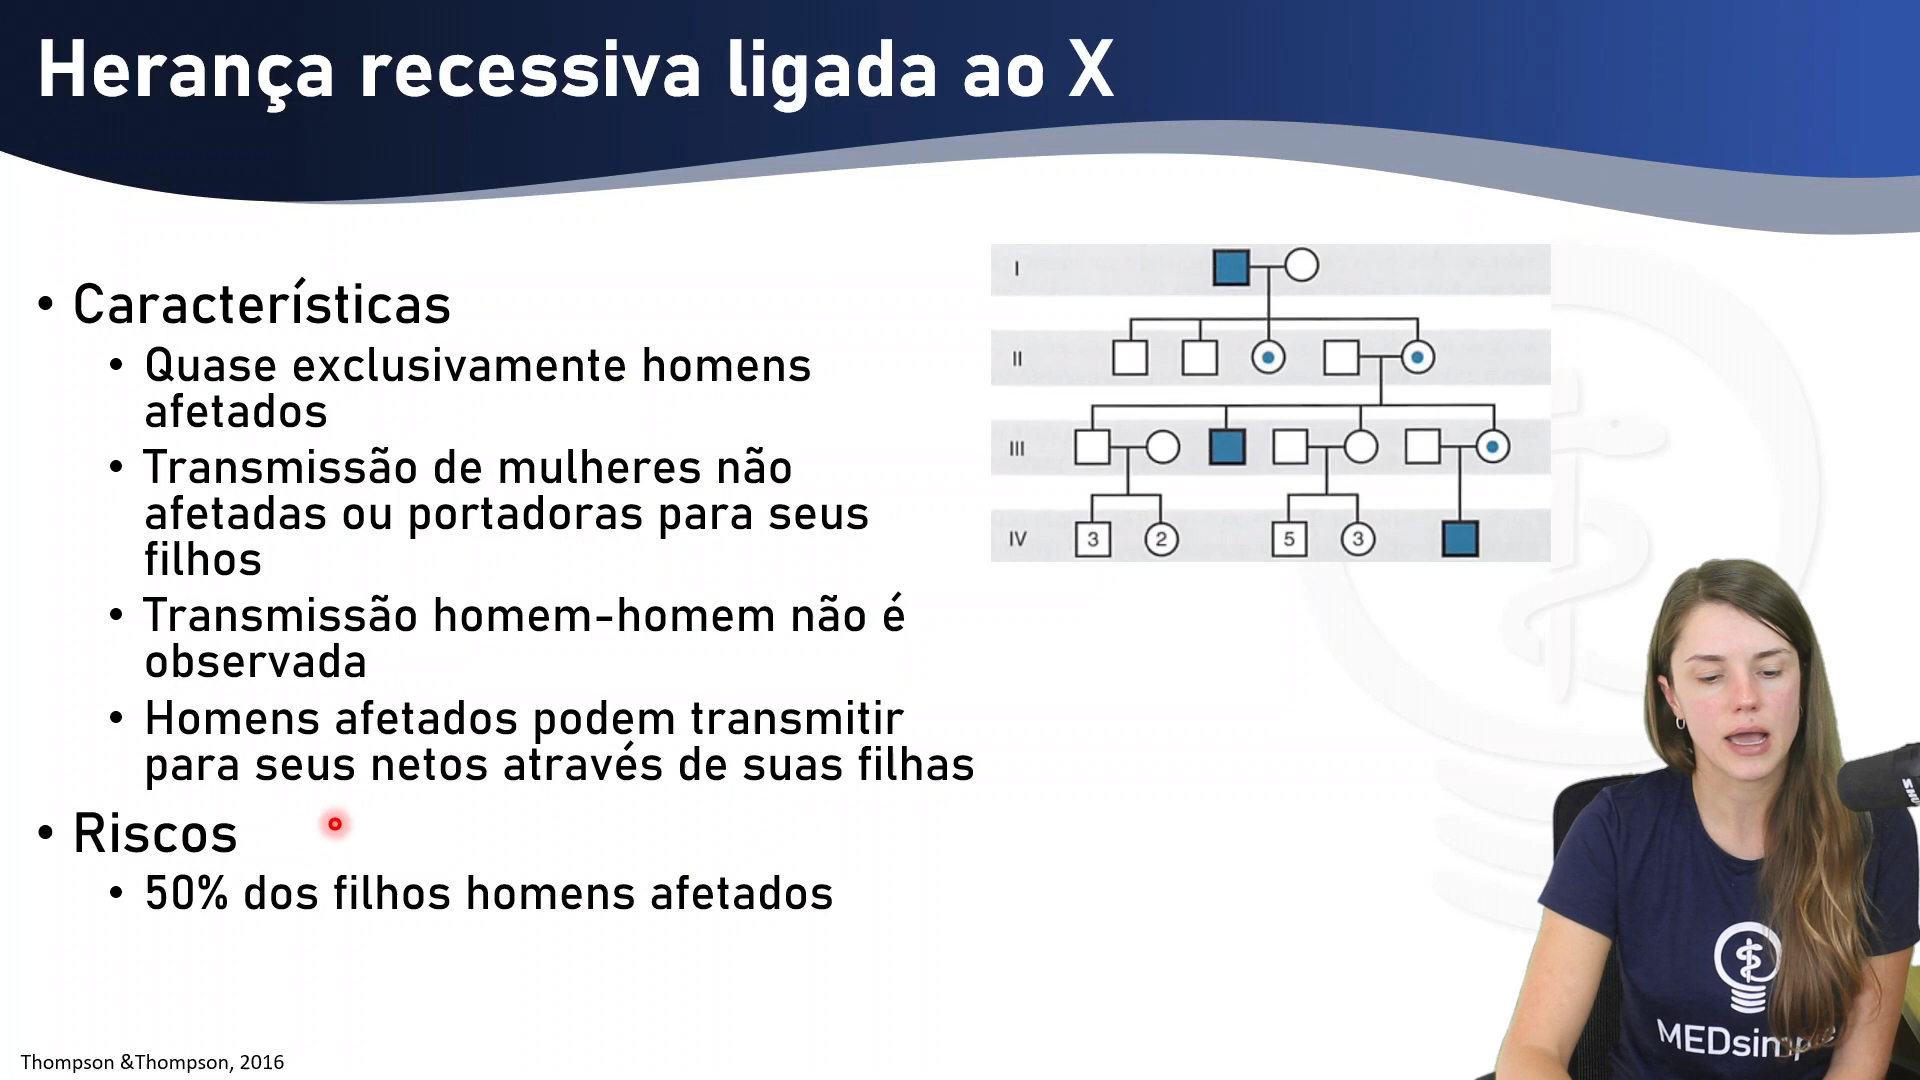 Herança recessiva ligada ao X
• Características
• Quase exclusivamente homens
afetados
• Transmissão de mulheres não
afetadas ou portadoras para seus
filhos
• Transmissão homem-homem não é
observada
• Homens afetados podem transmitir
para seus netos através de suas filhas
• Riscos
• 50% dos filhos homens afetados
I
II
III
IV
3
2
5
3
Thompson &Thompson, 2016